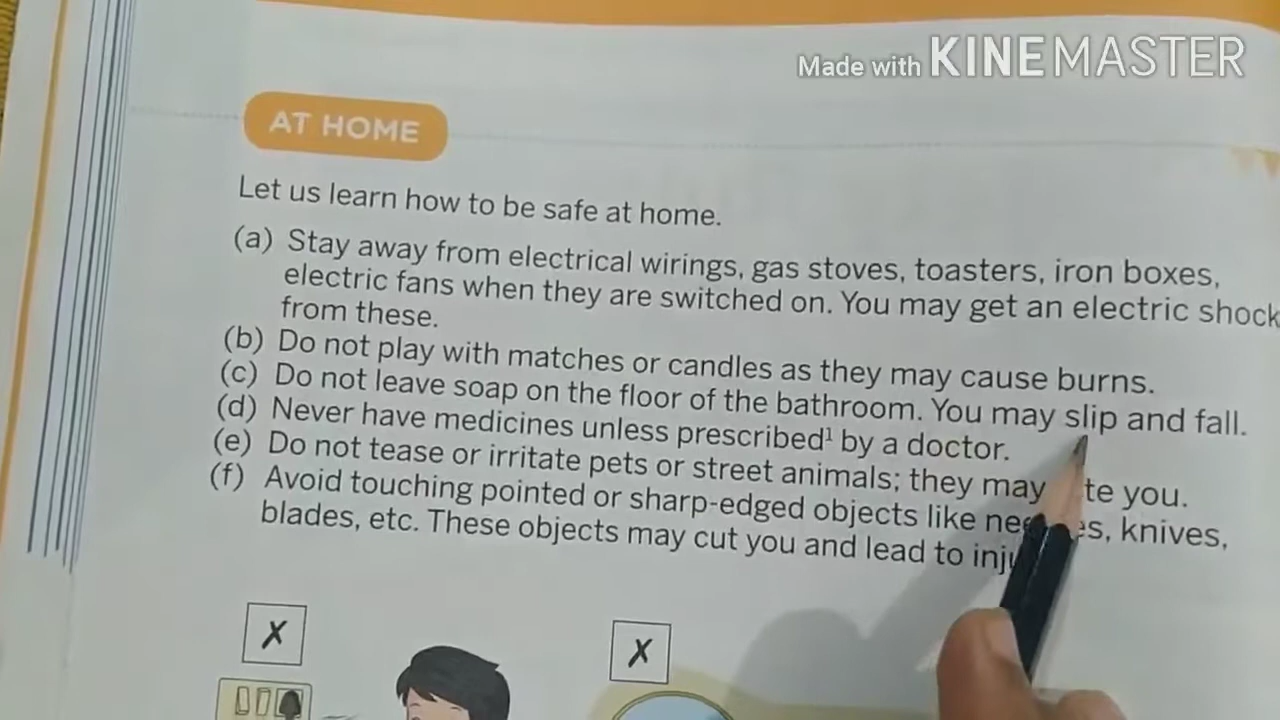 Made with KINEMASTER
AT HOME
Let us learn how to be safe at home.
(a) Stay away from electrical wirings, gas stoves, toasters, iron boxes,
electric fans when they are switched on. You may get an electric shock
from these.
(b) Do not play with matches or candles as they may cause burns.
(c) Do not leave soap on the floor of the bathroom. You may slip and fall.
(d) Never have medicines unless prescribed¹ by a doctor.
(e) Do not tease or irritate pets or street animals; they may you.
(f) Avoid touching pointed or sharp-edged objects like knives,
blades, etc. These objects may cut you and lead to
X
X